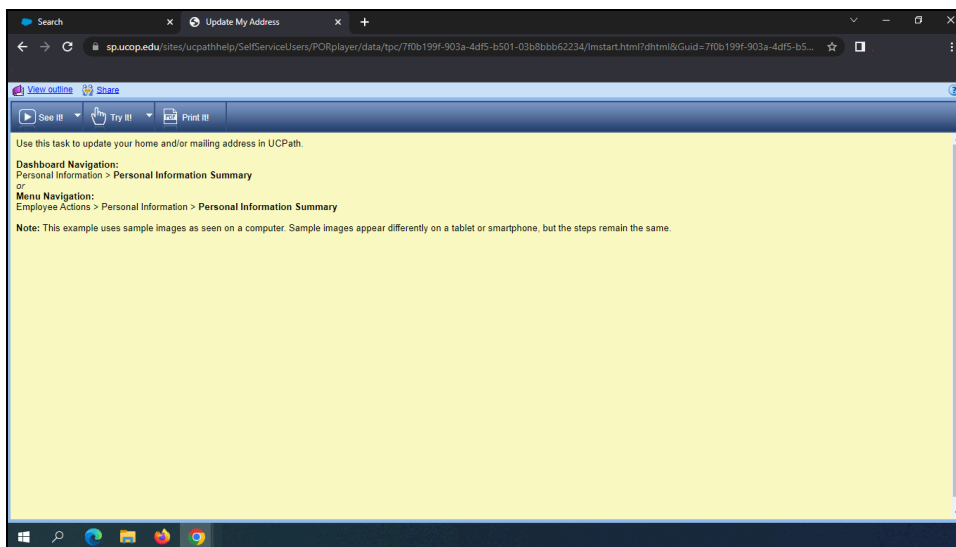 Search
Update My Address
sp.ucop.edu/sites/ucpathhelp/SelfServiceUsers/PORplayer/data/tpc/7f0b199f-903a-4df5-b501-03b8bbb62234/lmstart.html?dhtml&Guid=7f0b199f-903a-4df5-b5...
View outline Share
See It! Try It! PDF Print It!
Use this task to update your home and/or mailing address in UCPath.
Dashboard Navigation:
Personal Information > Personal Information Summary
or
Menu Navigation:
Employee Actions > Personal Information > Personal Information Summary
Note: This example uses sample images as seen on a computer. Sample images appear differently on a tablet or smartphone, but the steps remain the same.